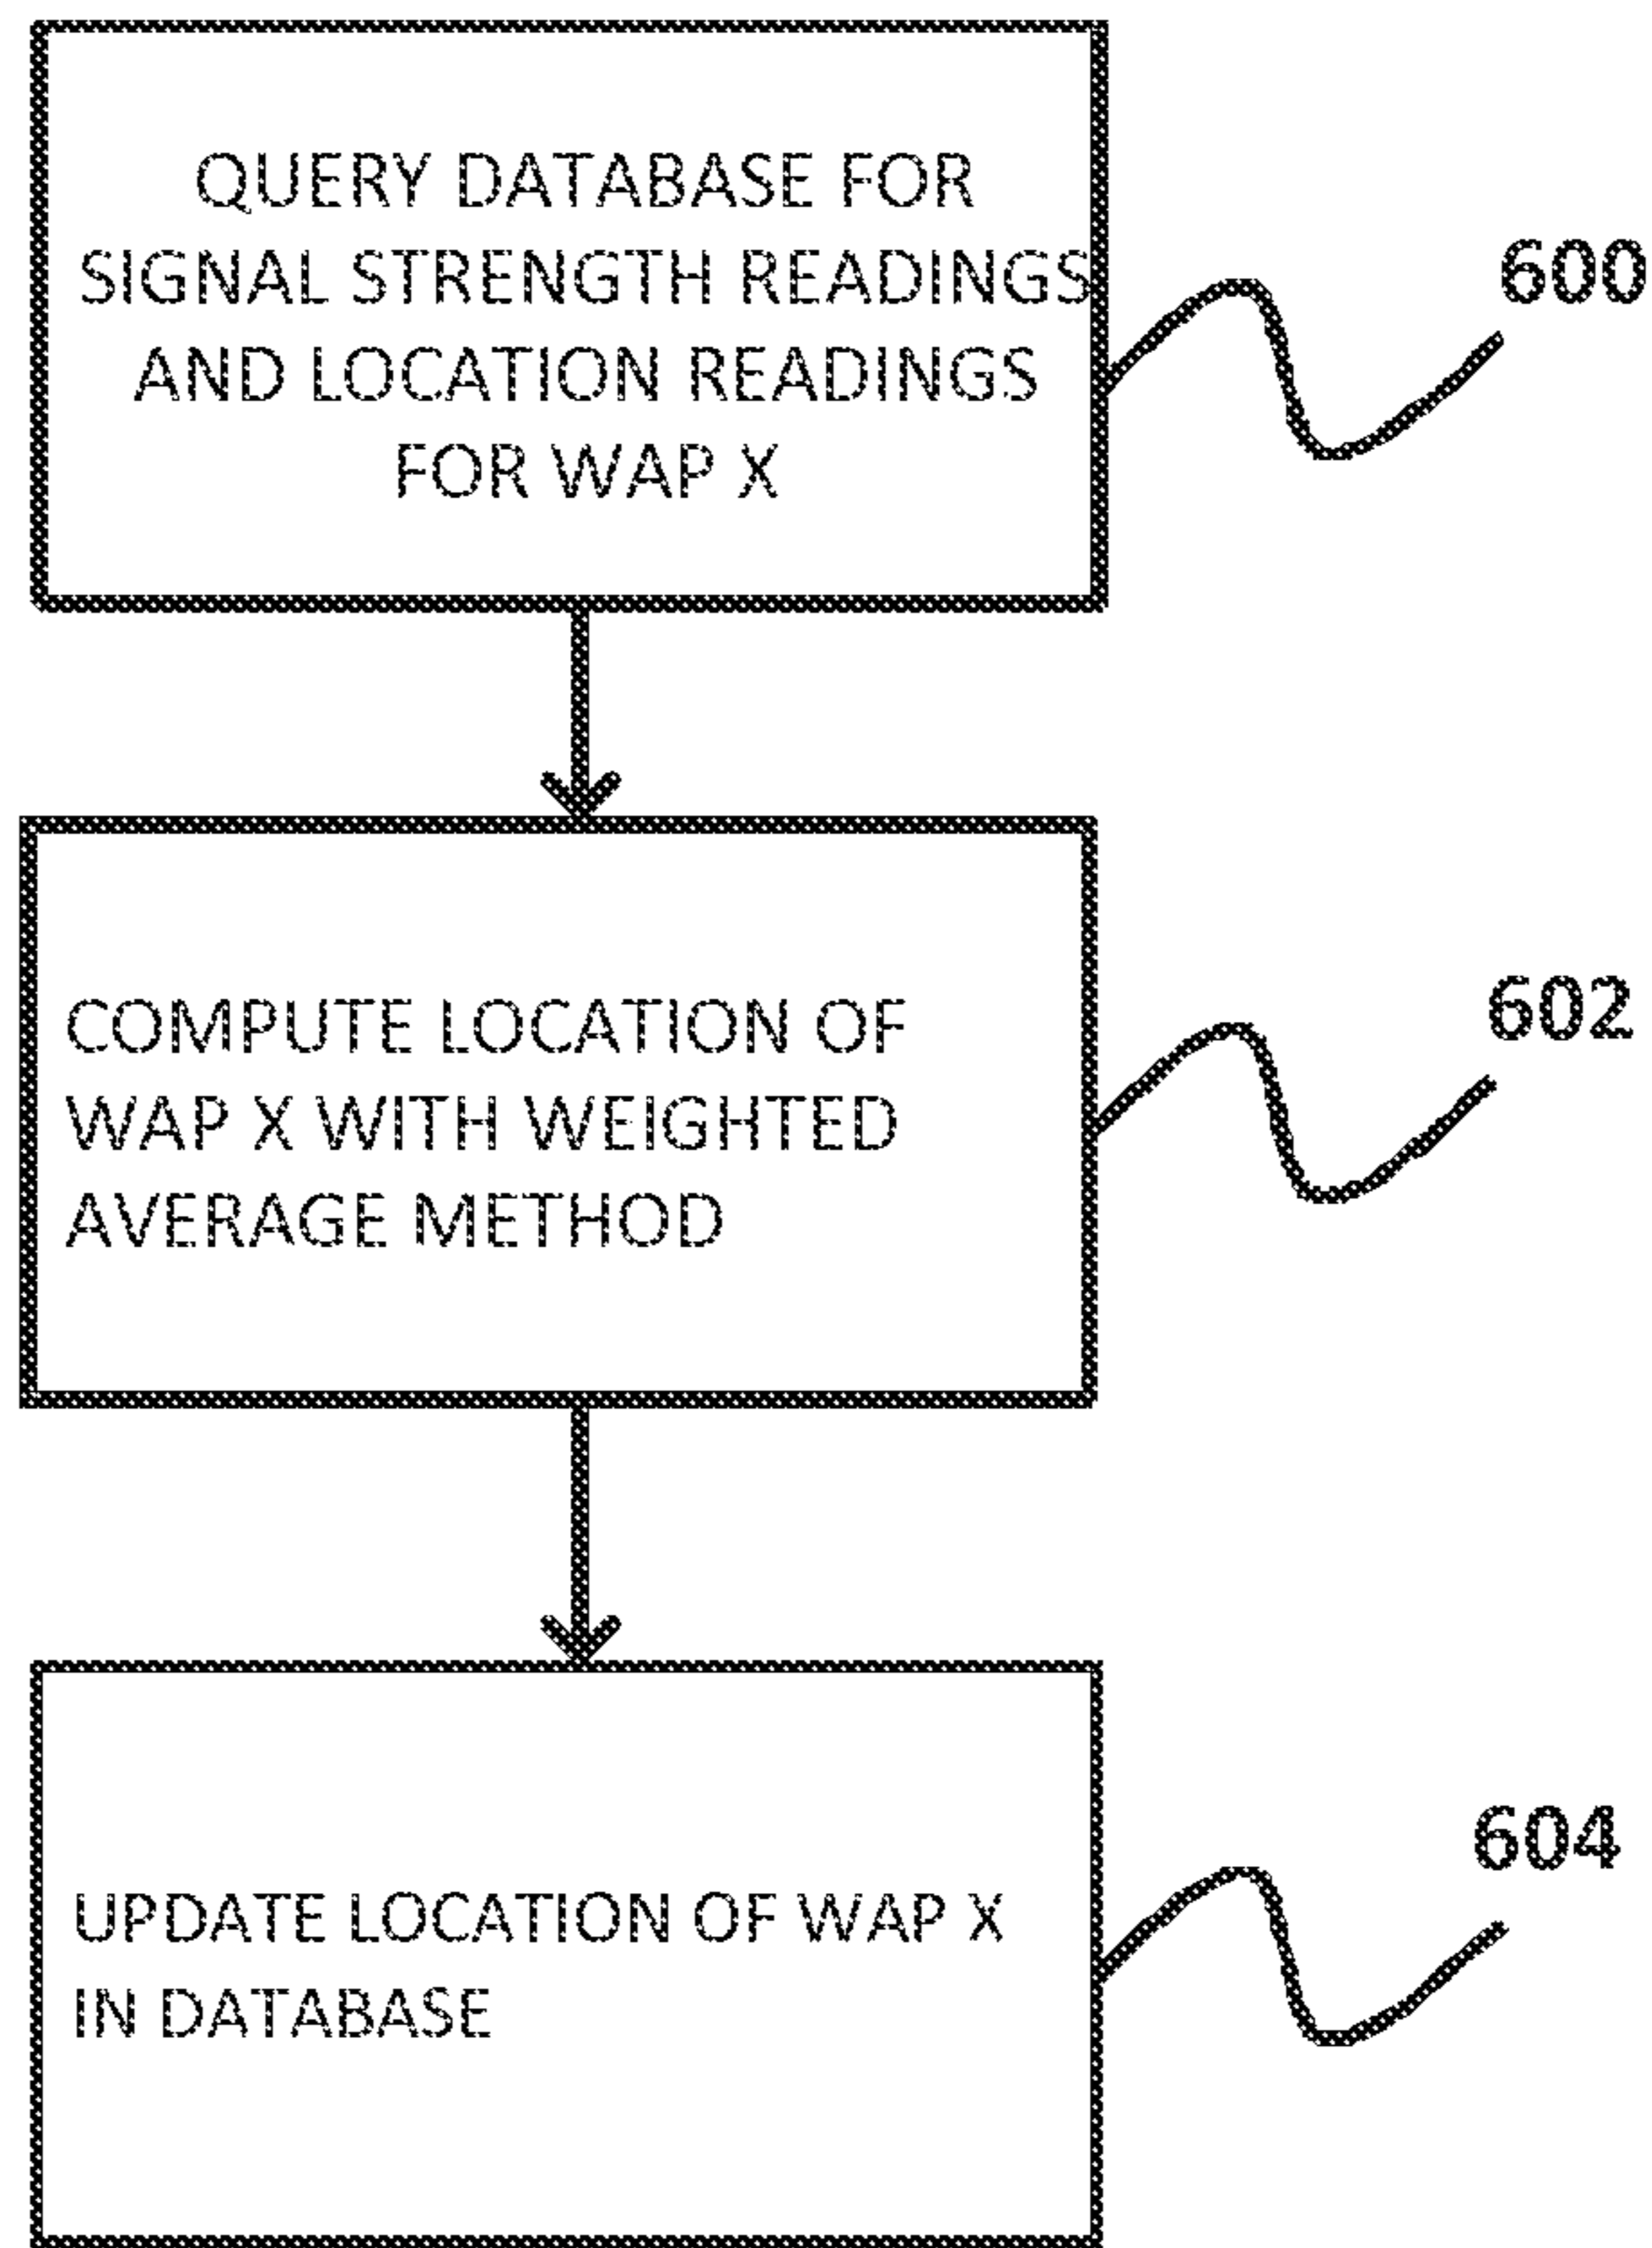 QUERY DATABASE FOR
SIGNAL STRENGTH READINGS
AND LOCATION READINGS
FOR WAP X
600
COMPUTE LOCATION OF
WAP X WITH WEIGHTED
AVERAGE METHOD
602
UPDATE LOCATION OF WAP X
IN DATABASE
604